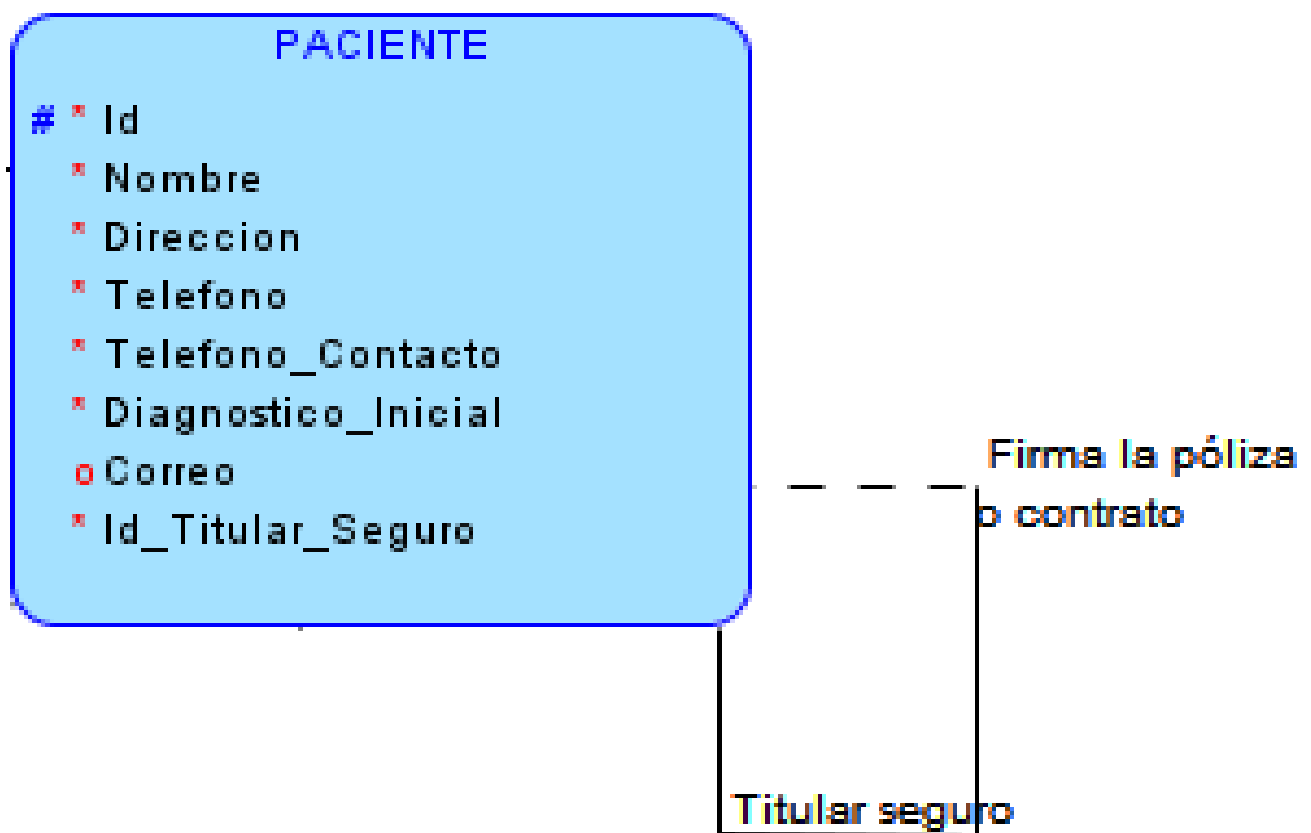 PACIENTE
# * Id
* Nombre
* Direccion
* Telefono
* Telefono_Contacto
* Diagnostico_Inicial
o Correo
* Id_Titular_Seguro
Firma la póliza
o contrato
Titular seguro